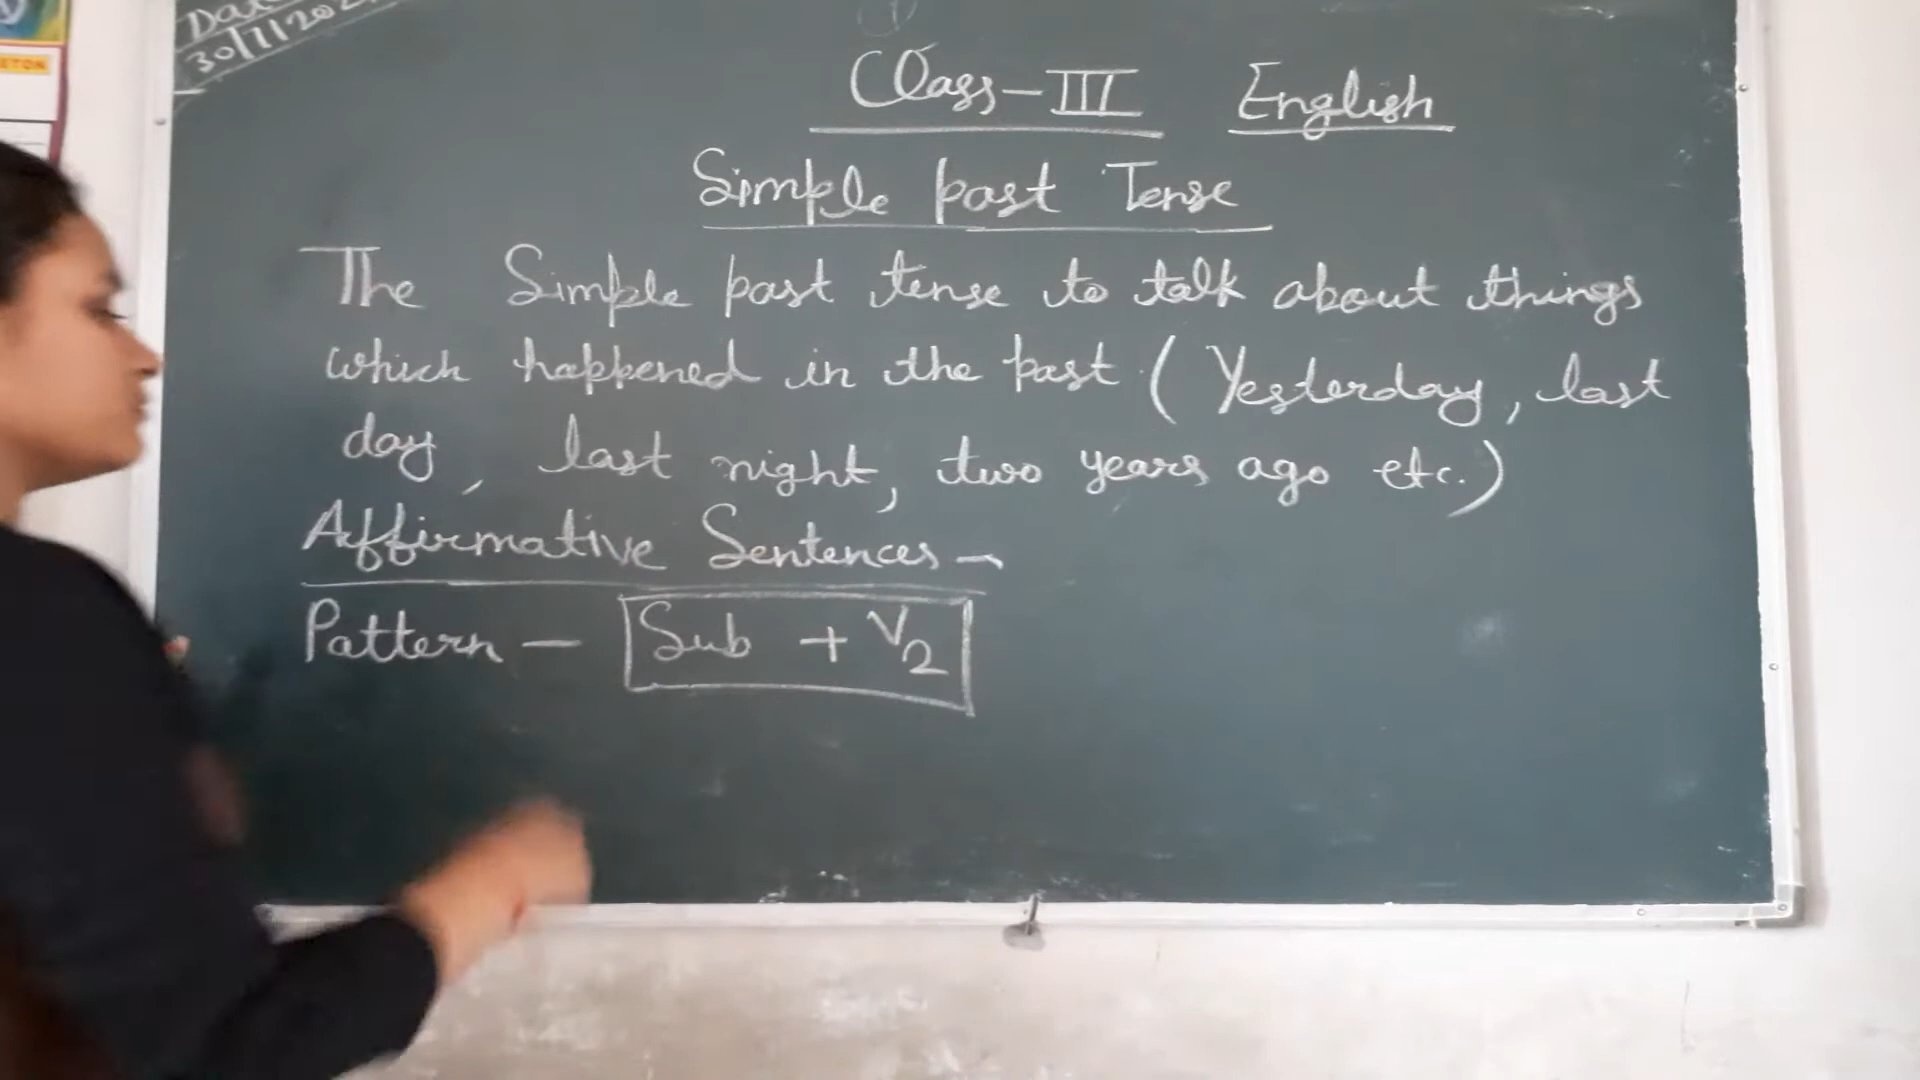 Class-III English
Simple past Tense
The Simple past tense to talk about things
which happened in the past (Yesterday, last
day, last night, two years ago etc.)
Affirmative Sentences -
Pattern - Sub + V2